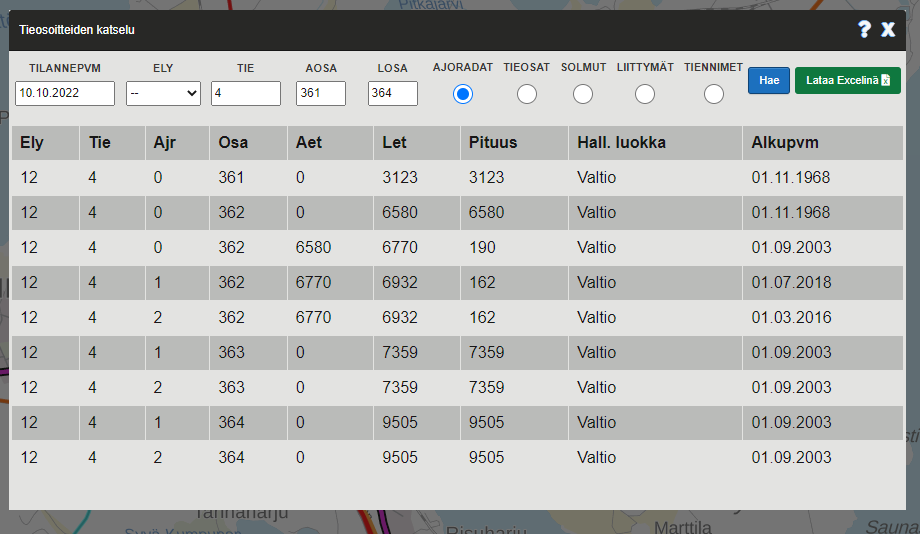 Pitkäjärvi
Tieosoitteiden katselu ? X
TILANNEPVM ELY TIE AOSA LOSA AJORADAT TIEOSAT SOLMUT LIITTYMÄT TIENNIMET
10.10.2022 -- 4 361 364 Hae Lataa Excelinä
Ely Tie Ajr Osa Aet Let Pituus Hall. luokka Alkupvm
12 4 0 361 0 3123 3123 Valtio 01.11.1968
12 4 0 362 0 6580 6580 Valtio 01.11.1968
12 4 0 362 6580 6770 190 Valtio 01.09.2003
12 4 1 362 6770 6932 162 Valtio 01.07.2018
12 4 2 362 6770 6932 162 Valtio 01.03.2016
12 4 1 363 0 7359 7359 Valtio 01.09.2003
12 4 2 363 0 7359 7359 Valtio 01.09.2003
12 4 1 364 0 9505 9505 Valtio 01.09.2003
12 4 2 364 0 9505 9505 Valtio 01.09.2003
Tannaharju
Syvä Kumpunen
Risuharju
Marttila
Sauna